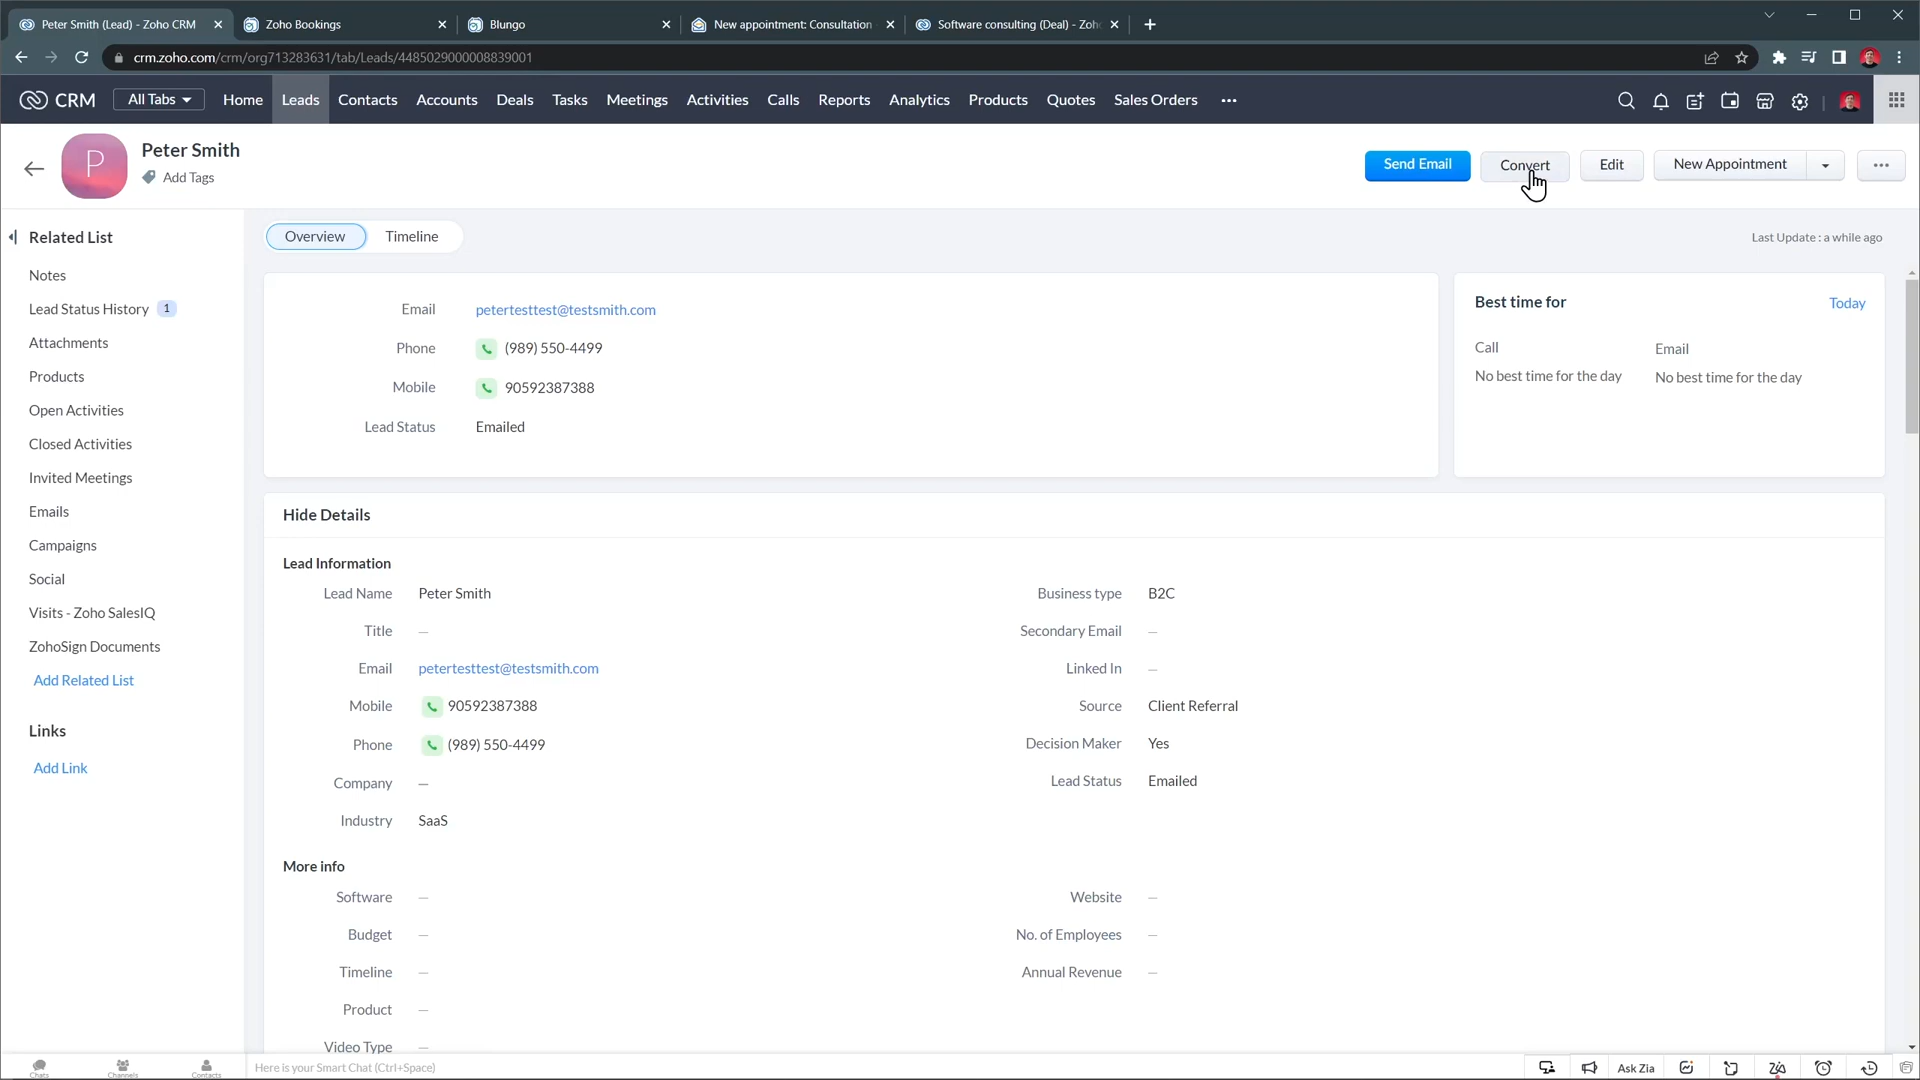 Peter Smith (Lead) - Zoho CRM
Zoho Bookings
Blungo
New appointment: Consultation
Software consulting (Deal) - Zoh
crm.zoho.com/crm/org713283631/tab/Leads/4485029000008839001
CRM
All Tabs
Home
Leads
Contacts
Accounts
Deals
Tasks
Meetings
Activities
Calls
Reports
Analytics
Products
Quotes
Sales Orders
P
Peter Smith
Add Tags
Send Email
Convert
Edit
New Appointment
Related List
Notes
Lead Status History 1
Attachments
Products
Open Activities
Closed Activities
Invited Meetings
Emails
Campaigns
Social
Visits - Zoho SalesIQ
ZohoSign Documents
Add Related List
Links
Add Link
Overview
Timeline
Last Update : a while ago
Email petertesttest@testsmith.com
Phone (989) 550-4499
Mobile 90592387388
Lead Status Emailed
Best time for
Today
Call
No best time for the day
Email
No best time for the day
Hide Details
Lead Information
Lead Name Peter Smith
Business type B2C
Title —
Secondary Email —
Email petertesttest@testsmith.com
Linked In —
Mobile 90592387388
Source Client Referral
Phone (989) 550-4499
Decision Maker Yes
Company —
Lead Status Emailed
Industry SaaS
More info
Software —
Website —
Budget —
No. of Employees —
Timeline —
Annual Revenue —
Product —
Video Type —
Chats
Channels
Contacts
Here is your Smart Chat (Ctrl+Space)
Ask Zia